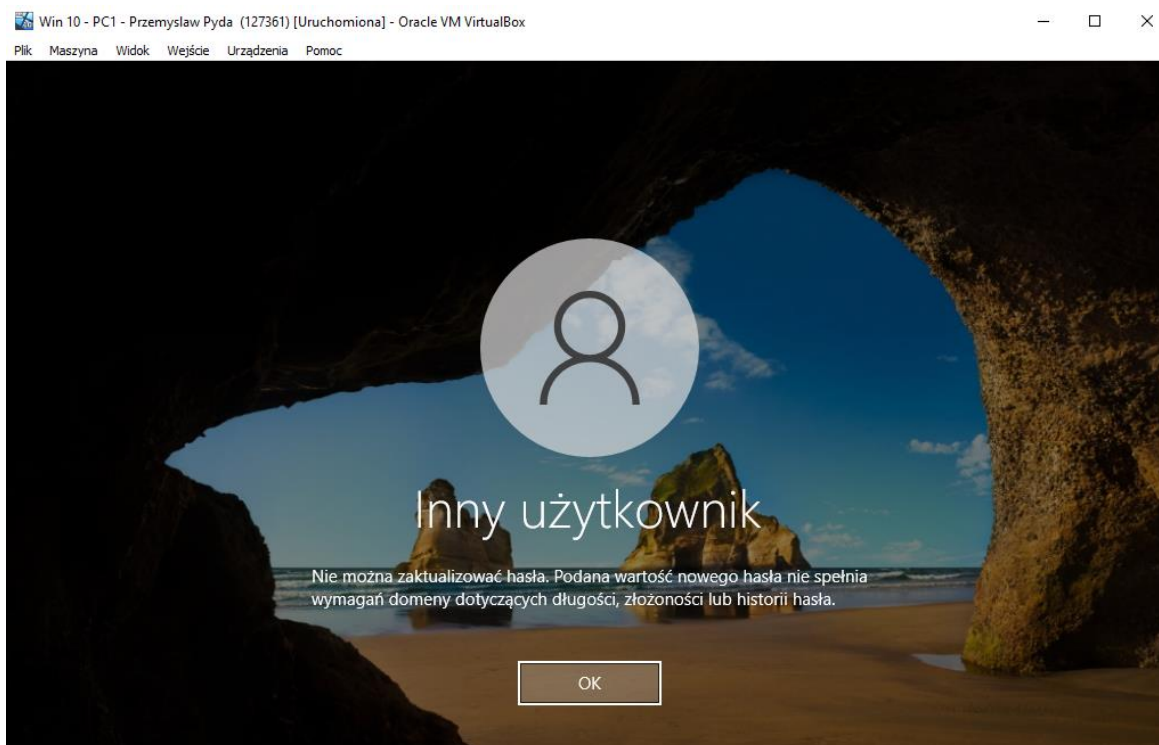 Win 10 - PC1 - Przemyslaw Pyda (127361) [Uruchomiona] - Oracle VM VirtualBox
Plik Maszyna Widok Wejście Urządzenia Pomoc
Inny użytkownik
Nie można zaktualizować hasła. Podana wartość nowego hasła nie spełnia
wymagań domeny dotyczących długości, złożoności lub historii hasła.
OK